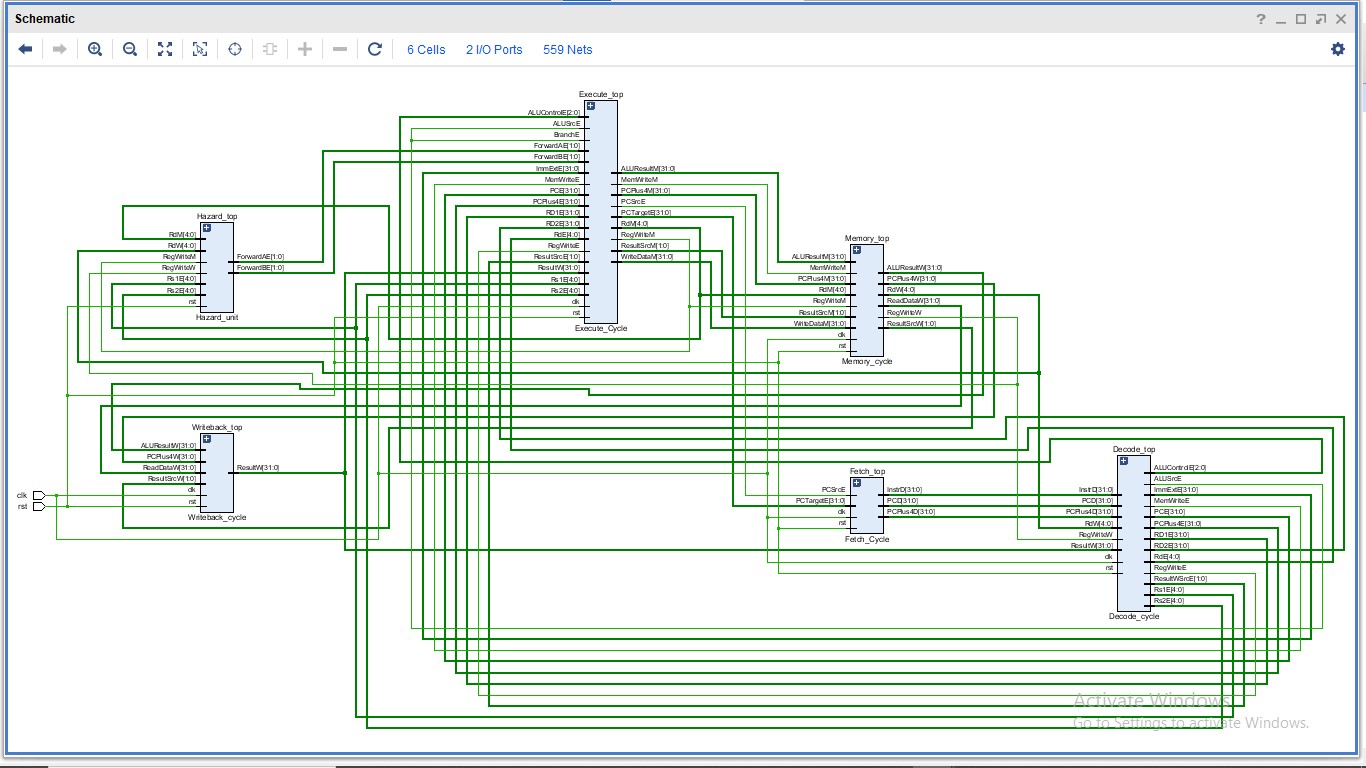 Schematic
6 Cells 2 I/O Ports 559 Nets
Execute_top
ALUControlE[2:0]
ALUSrcE
BranchE
ForwardAE[1:0]
ForwardBE[1:0]
ImmExtE[31:0]
MemWriteE
PCE[31:0]
PCPlus4E[31:0]
RD1E[31:0]
RD2E[31:0]
RdE[4:0]
RegWriteE
ResultSrcE[1:0]
ResultW[31:0]
Rs1E[4:0]
Rs2E[4:0]
clk
rst
ALUResultM[31:0]
MemWriteM
PCPlus4M[31:0]
PCSrcE
PCTargetE[31:0]
RdM[4:0]
RegWriteM
ResultSrcM[1:0]
WriteDataM[31:0]
Execute_Cycle
Hazard_top
RdM[4:0]
RdW[4:0]
RegWriteM
RegWriteW
Rs1E[4:0]
Rs2E[4:0]
rst
ForwardAE[1:0]
ForwardBE[1:0]
Hazard_unit
Memory_top
ALUResultM[31:0]
MemWriteM
PCPlus4M[31:0]
RdM[4:0]
RegWriteM
ResultSrcM[1:0]
WriteDataM[31:0]
clk
rst
ALUResultW[31:0]
PCPlus4W[31:0]
RdW[4:0]
ReadDataW[31:0]
RegWriteW
ResultSrcW[1:0]
Memory_cycle
Writeback_top
ALUResultW[31:0]
PCPlus4W[31:0]
ReadDataW[31:0]
ResultSrcW[1:0]
clk
rst
ResultW[31:0]
Writeback_cycle
clk
rst
Fetch_top
PCSrcE
PCTargetE[31:0]
clk
rst
InstrD[31:0]
PCD[31:0]
PCPlus4D[31:0]
Fetch_Cycle
Decode_top
InstrD[31:0]
PCD[31:0]
PCPlus4D[31:0]
RdW[4:0]
RegWriteW
ResultW[31:0]
clk
rst
ALUControlE[2:0]
ALUSrcE
ImmExtE[31:0]
MemWriteE
PCE[31:0]
PCPlus4E[31:0]
RD1E[31:0]
RD2E[31:0]
RdE[4:0]
RegWriteE
ResultWSrcE[1:0]
Rs1E[4:0]
Rs2E[4:0]
Decode_cycle
Activate Windows
Go to Settings to activate Windows.